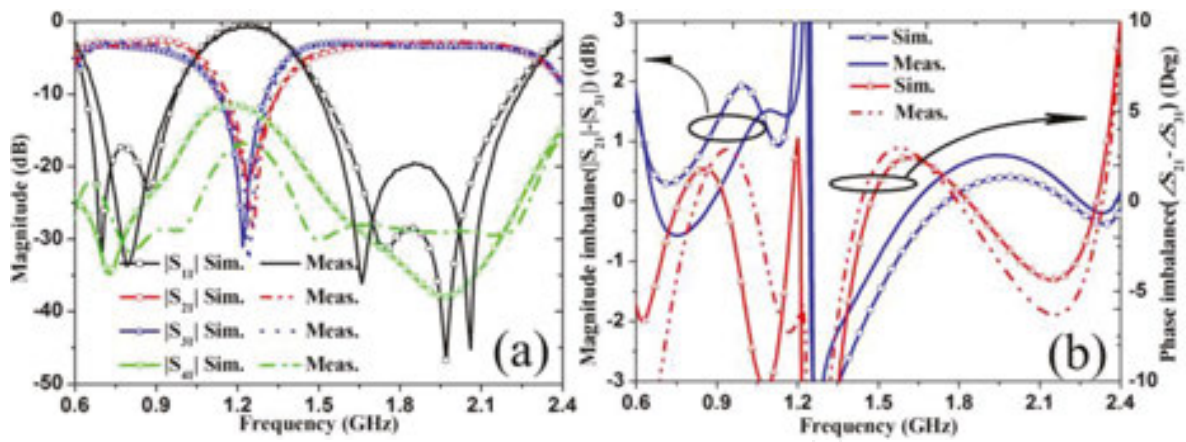 0
-10
-20
-30
-40
-50
0.6 0.9 1.2 1.5 1.8 2.1 2.4
Magnitude (dB)
Frequency (GHz)
|S11| Sim. Meas.
|S21| Sim. Meas.
|S31| Sim. Meas.
|S41| Sim. Meas.
(a)
3
2
1
0
-1
-2
-3
0.6 0.9 1.2 1.5 1.8 2.1 2.4
10
5
0
-5
-10
Magnitude imbalane(|S21|-|S31|) (dB)
Frequency (GHz)
Phase imbalance(∠S21-∠S31) (Deg)
Sim.
Meas.
Sim.
Meas.
(b)